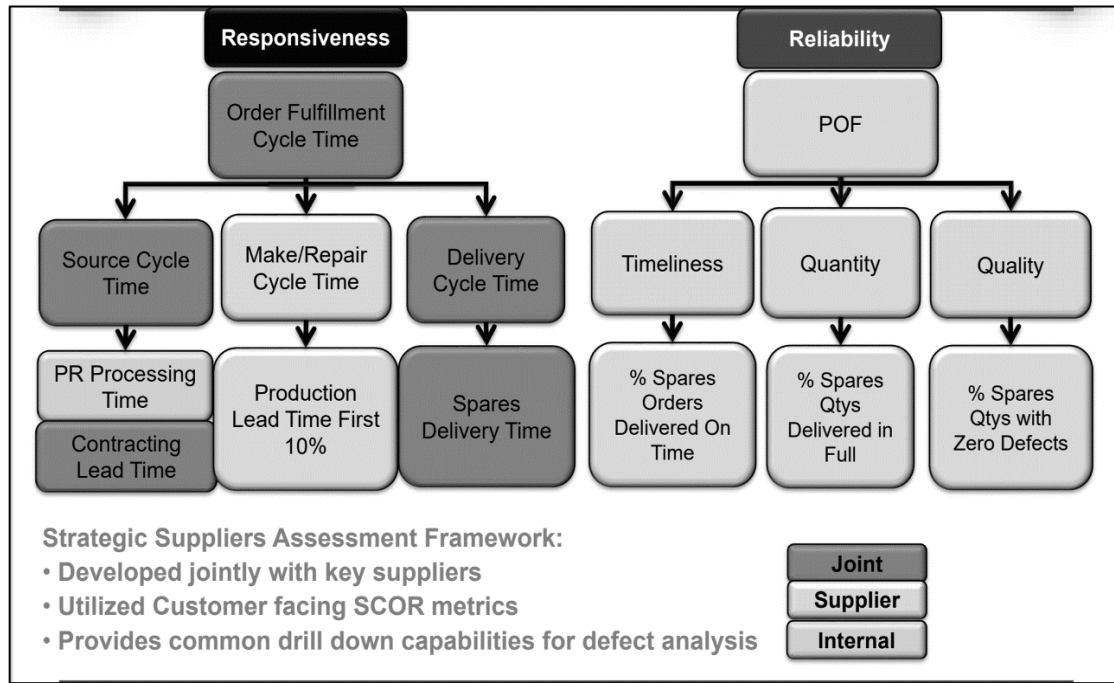 Responsiveness
Reliability
Order Fulfillment
Cycle Time
POF
Source Cycle
Time
Make/Repair
Cycle Time
Delivery
Cycle Time
Timeliness
Quantity
Quality
PR Processing
Time
Contracting
Lead Time
Production
Lead Time First
10%
Spares
Delivery Time
% Spares
Orders
Delivered On
Time
% Spares
Qtys
Delivered in
Full
% Spares
Qtys with
Zero Defects
Strategic Suppliers Assessment Framework:
• Developed jointly with key suppliers
• Utilized Customer facing SCOR metrics
• Provides common drill down capabilities for defect analysis
Joint
Supplier
Internal